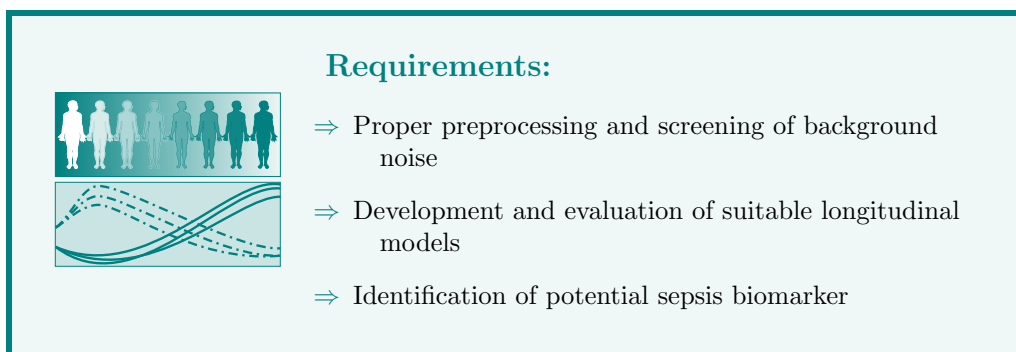 Requirements:
⇒ Proper preprocessing and screening of background
noise
⇒ Development and evaluation of suitable longitudinal
models
⇒ Identification of potential sepsis biomarker